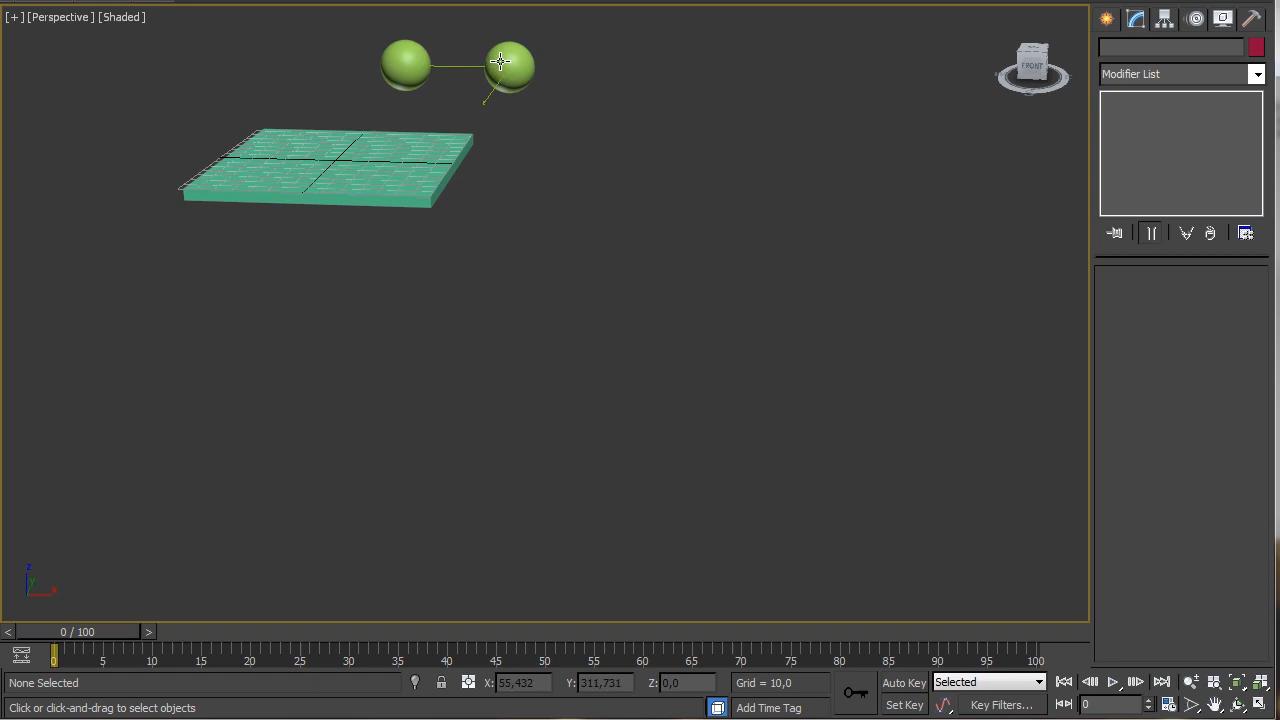 [+] [Perspective] [Shaded]
FRONT
Modifier List
z
y
x
< 0 / 100 >
0 5 10 15 20 25 30 35 40 45 50 55 60 65 70 75 80 85 90 95 100
None Selected X: 55,432 Y: 311,731 Z: 0,0 Grid = 10,0 Auto Key Selected
Click or click-and-drag to select objects Add Time Tag Set Key Key Filters... 0